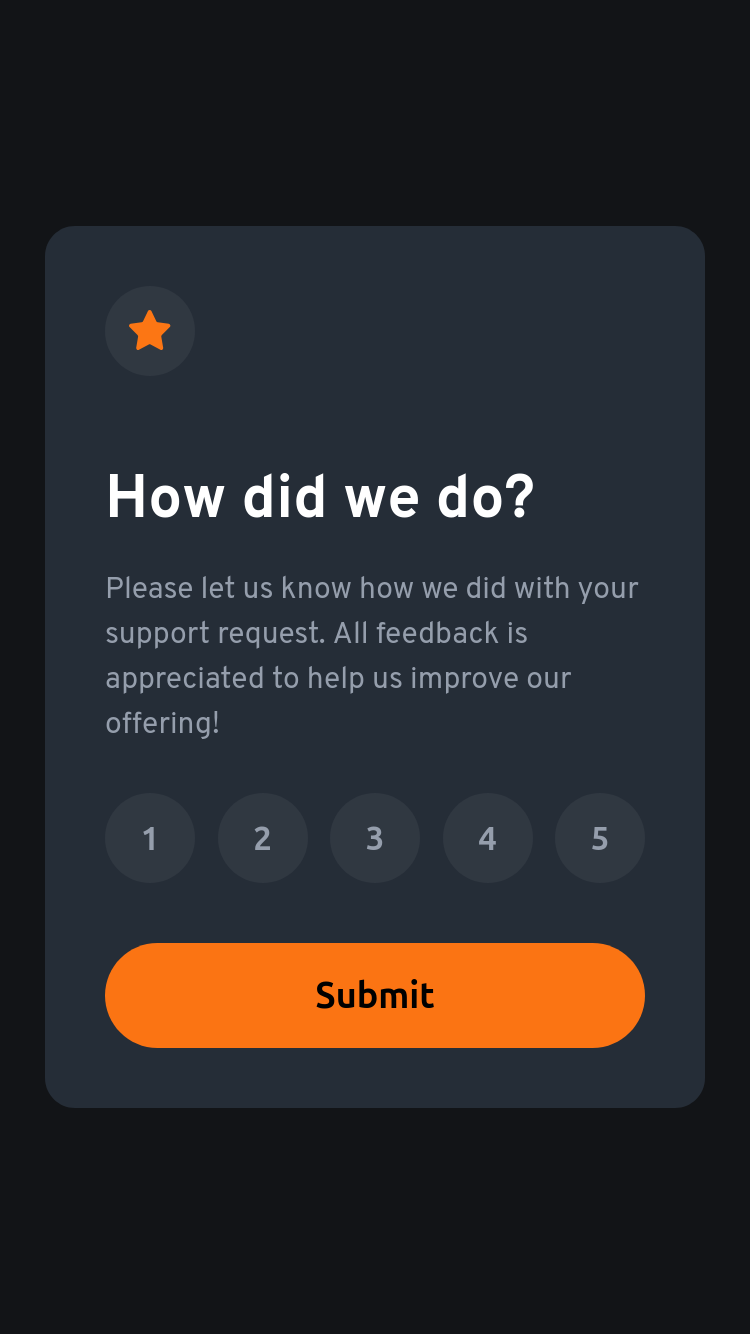 How did we do?
Please let us know how we did with your
support request. All feedback is
appreciated to help us improve our
offering!
1 2 3 4 5
Submit